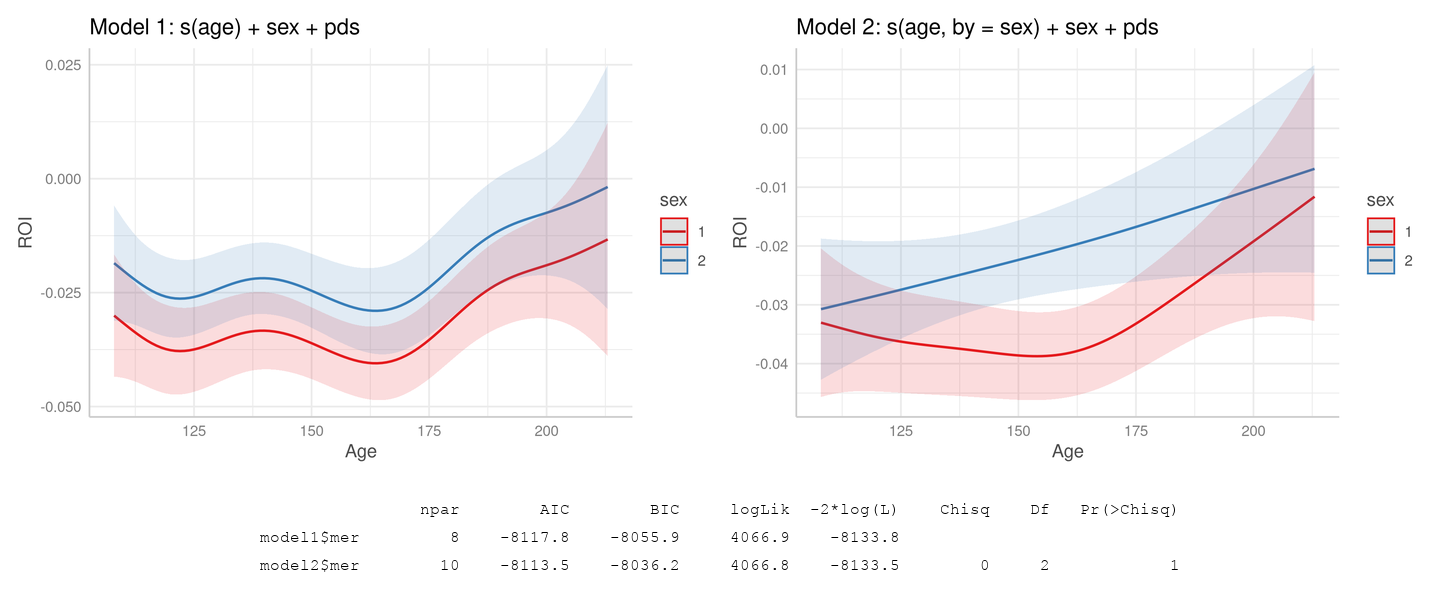 Model 1: s(age) + sex + pds
0.025
0.000
-0.025
-0.050
ROI
125 150 175 200
Age
sex
1
2
Model 2: s(age, by = sex) + sex + pds
0.01
0.00
-0.01
-0.02
-0.03
-0.04
ROI
125 150 175 200
Age
sex
1
2
npar AIC BIC logLik -2*log(L) Chisq Df Pr(>Chisq)
model1$mer 8 -8117.8 -8055.9 4066.9 -8133.8
model2$mer 10 -8113.5 -8036.2 4066.8 -8133.5 0 2 1